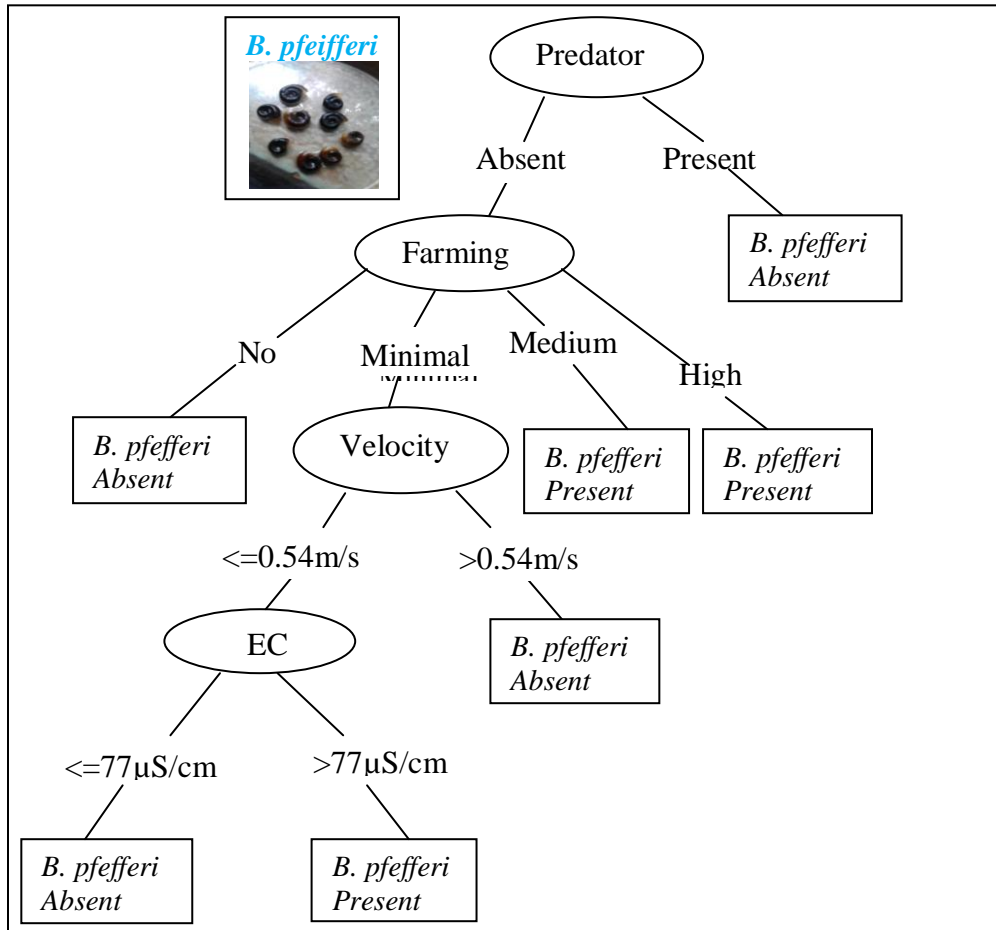 B. pfeifferi
Predator
Absent
Present
B. pfefferi
Absent
Farming
No
Minimal
Medium
High
B. pfefferi
Absent
Velocity
B. pfefferi
Present
B. pfefferi
Present
<=0.54m/s
>0.54m/s
EC
B. pfefferi
Absent
<=77µS/cm
>77µS/cm
B. pfefferi
Absent
B. pfefferi
Present